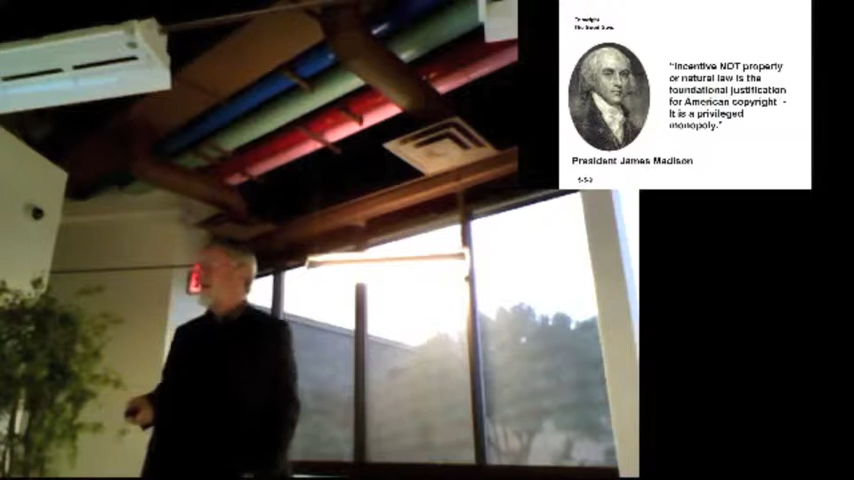 Copyright
"Incentive NOT property
or natural law is the
foundational justification
for American copyright -
It is a privileged
monopoly."
President James Madison